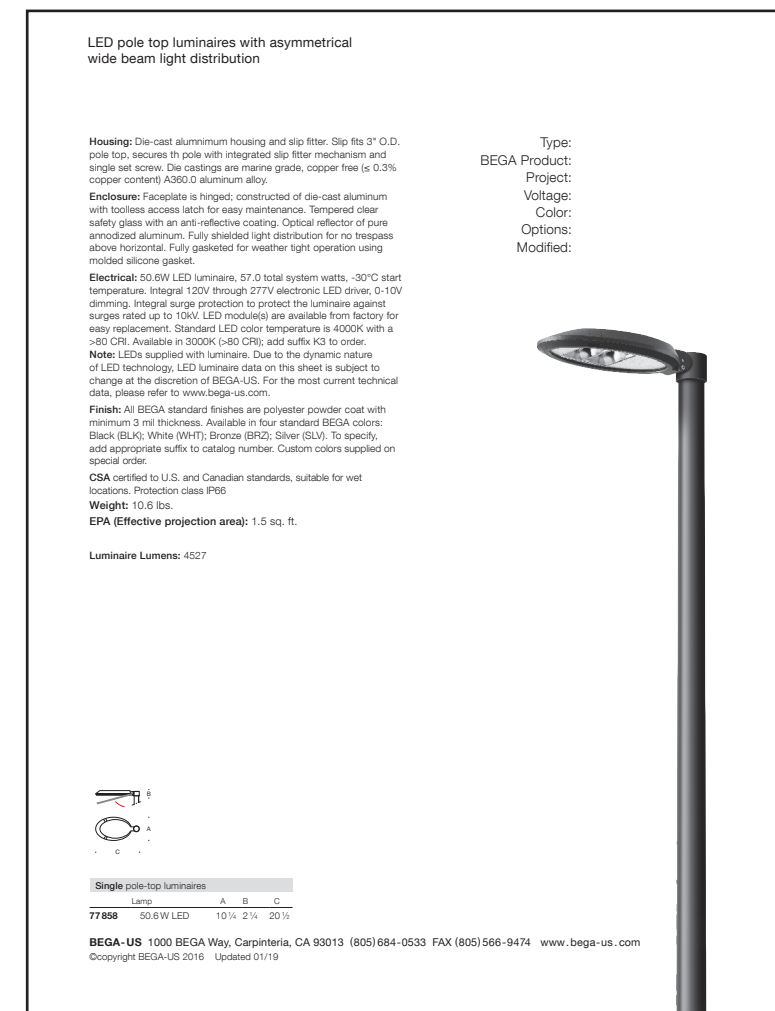 LED pole top luminaires with asymmetrical
wide beam light distribution
Housing: Die-cast alumnimum housing and slip fitter. Slip fits 3" O.D.
pole top, secures th pole with integrated slip fitter mechanism and
single set screw. Die castings are marine grade, copper free (≤ 0.3%
copper content) A360.0 aluminum alloy.
Enclosure: Faceplate is hinged; constructed of die-cast aluminum
with toolless access latch for easy maintenance. Tempered clear
safety glass with an anti-reflective coating. Optical reflector of pure
annodized aluminum. Fully shielded light distribution for no trespass
above horizontal. Fully gasketed for weather tight operation using
molded silicone gasket.
Electrical: 50.6W LED luminaire, 57.0 total system watts, -30°C start
temperature. Integral 120V through 277V electronic LED driver, 0-10V
dimming. Integral surge protection to protect the luminaire against
surges rated up to 10kV. LED module(s) are available from factory for
easy replacement. Standard LED color temperature is 4000K with a
>80 CRI. Available in 3000K (>80 CRI); add suffix K3 to order.
Note: LEDs supplied with luminaire. Due to the dynamic nature
of LED technology, LED luminaire data on this sheet is subject to
change at the discretion of BEGA-US. For the most current technical
data, please refer to www.bega-us.com.
Finish: All BEGA standard finishes are polyester powder coat with
minimum 3 mil thickness. Available in four standard BEGA colors:
Black (BLK); White (WHT); Bronze (BRZ); Silver (SLV). To specify,
add appropriate suffix to catalog number. Custom colors supplied on
special order.
CSA certified to U.S. and Canadian standards, suitable for wet
locations. Protection class IP66
Weight: 10.6 lbs.
EPA (Effective projection area): 1.5 sq. ft.
Luminaire Lumens: 4527
Type:
BEGA Product:
Project:
Voltage:
Color:
Options:
Modified:
B
A
C
Single pole-top luminaires
Lamp A B C
77858 50.6W LED 10 ¼ 2 ¼ 20 ½
BEGA-US 1000 BEGA Way, Carpinteria, CA 93013 (805)684-0533 FAX (805)566-9474 www.bega-us.com
©copyright BEGA-US 2016 Updated 01/19